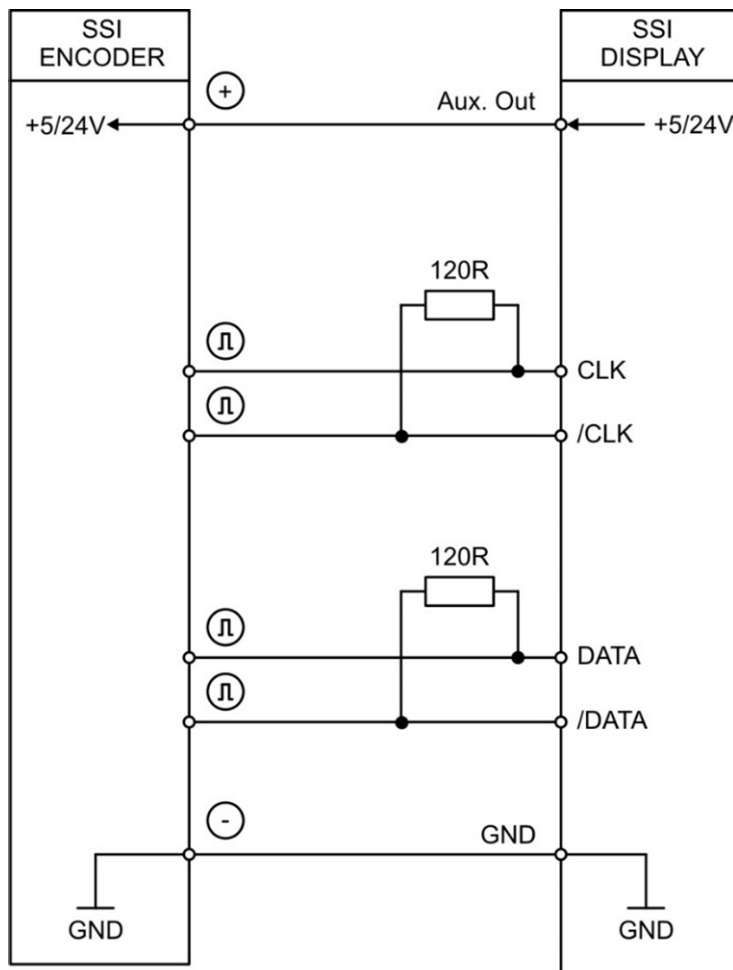 SSI
ENCODER
SSI
DISPLAY
+
Aux. Out
+5/24V
+5/24V
120R
CLK
/CLK
120R
DATA
/DATA
-
GND
GND
GND